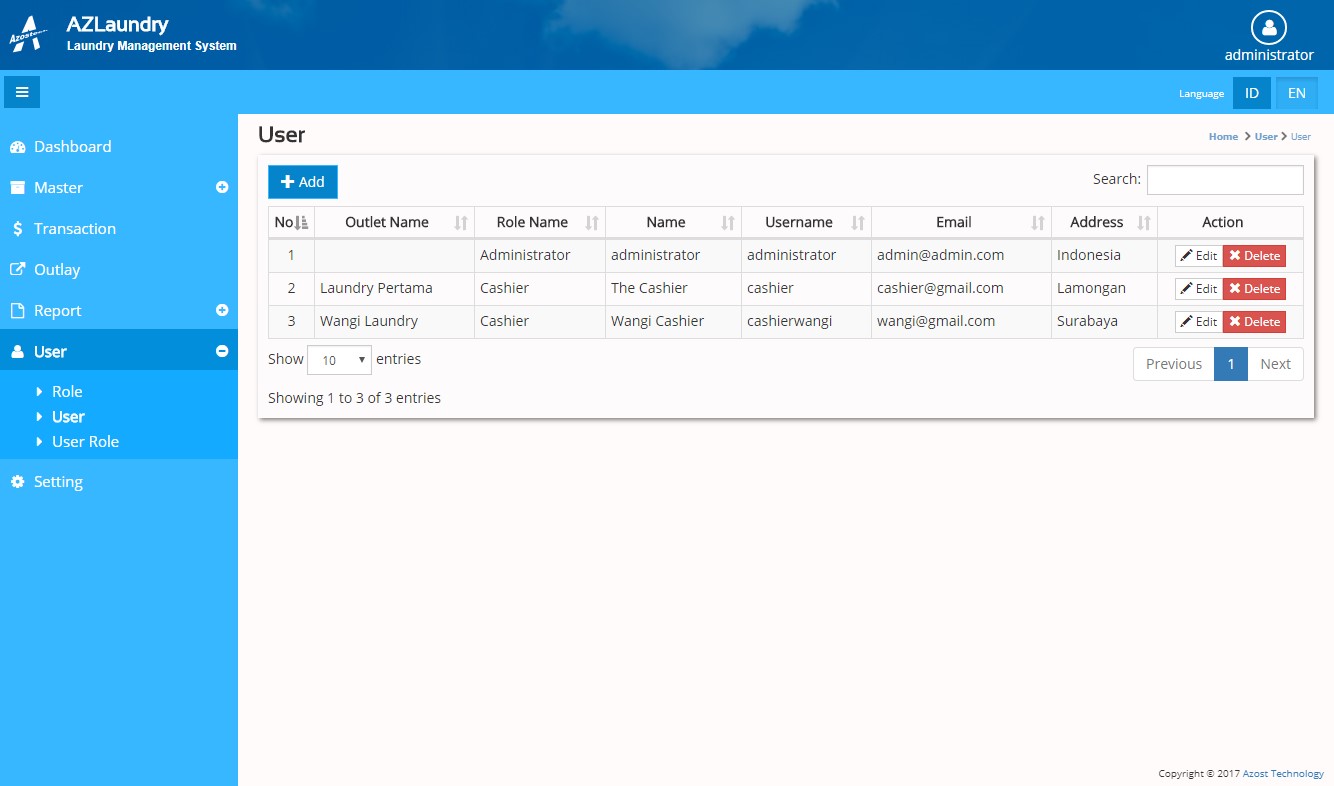 Azostech
AZLaundry
Laundry Management System
administrator
Language ID EN
Dashboard
Master
Transaction
Outlay
Report
User
Role
User
User Role
Setting
User
Home User User
Add
Search:
No Outlet Name Role Name Name Username Email Address Action
1 Administrator administrator administrator admin@admin.com Indonesia Edit Delete
2 Laundry Pertama Cashier The Cashier cashier cashier@gmail.com Lamongan Edit Delete
3 Wangi Laundry Cashier Wangi Cashier cashierwangi wangi@gmail.com Surabaya Edit Delete
Show 10 entries
Previous 1 Next
Showing 1 to 3 of 3 entries
Copyright © 2017 Azost Technology